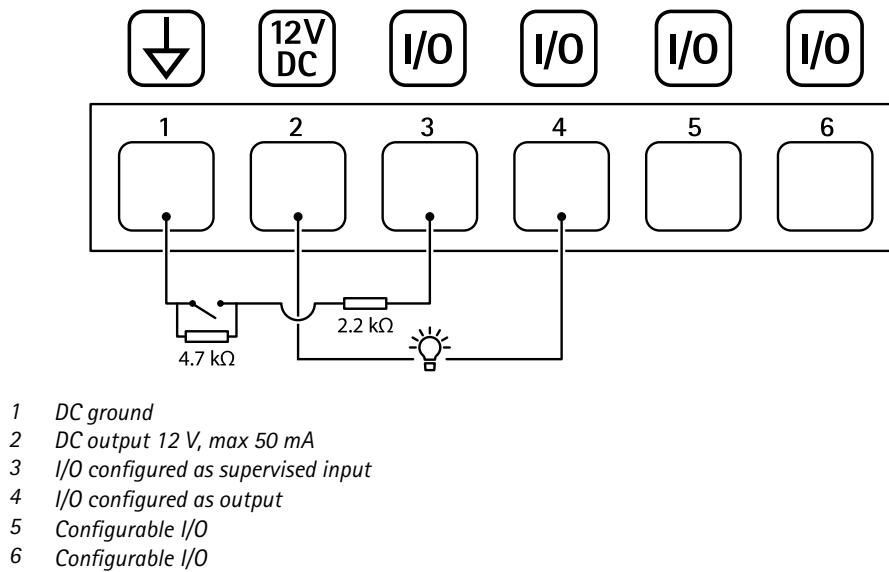 12V DC I/O I/O I/O I/O
1 2 3 4 5 6
2.2 kΩ
4.7 kΩ
1 DC ground
2 DC output 12 V, max 50 mA
3 I/O configured as supervised input
4 I/O configured as output
5 Configurable I/O
6 Configurable I/O